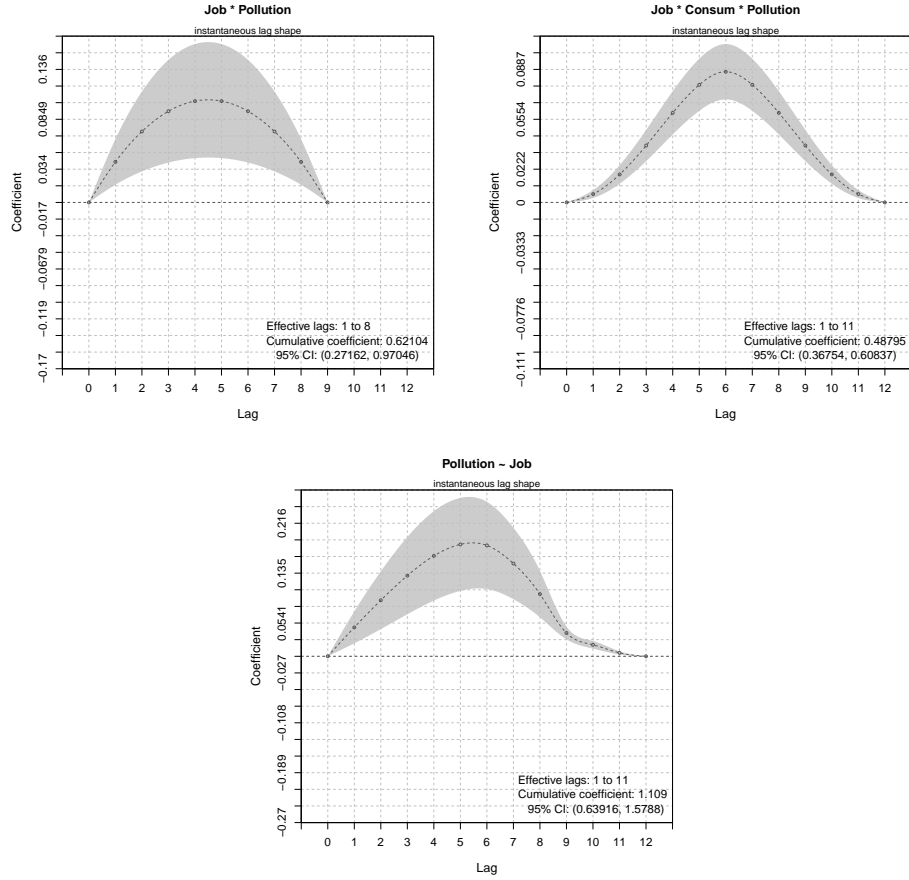 Job * Pollution
instantaneous lag shape
Coefficient
0.136
0.0849
0.034
−0.017
−0.0679
−0.119
−0.17
Effective lags: 1 to 8
Cumulative coefficient: 0.62104
95% CI: (0.27162, 0.97046)
0 1 2 3 4 5 6 7 8 9 10 11 12
Lag
Job * Consum * Pollution
instantaneous lag shape
Coefficient
0.0887
0.0554
0.0222
0
−0.0333
−0.0776
−0.111
Effective lags: 1 to 11
Cumulative coefficient: 0.48795
95% CI: (0.36754, 0.60837)
0 1 2 3 4 5 6 7 8 9 10 11 12
Lag
Pollution ~ Job
instantaneous lag shape
Coefficient
0.216
0.135
0.0541
−0.027
−0.108
−0.189
−0.27
Effective lags: 1 to 11
Cumulative coefficient: 1.109
95% CI: (0.63916, 1.5788)
0 1 2 3 4 5 6 7 8 9 10 11 12
Lag